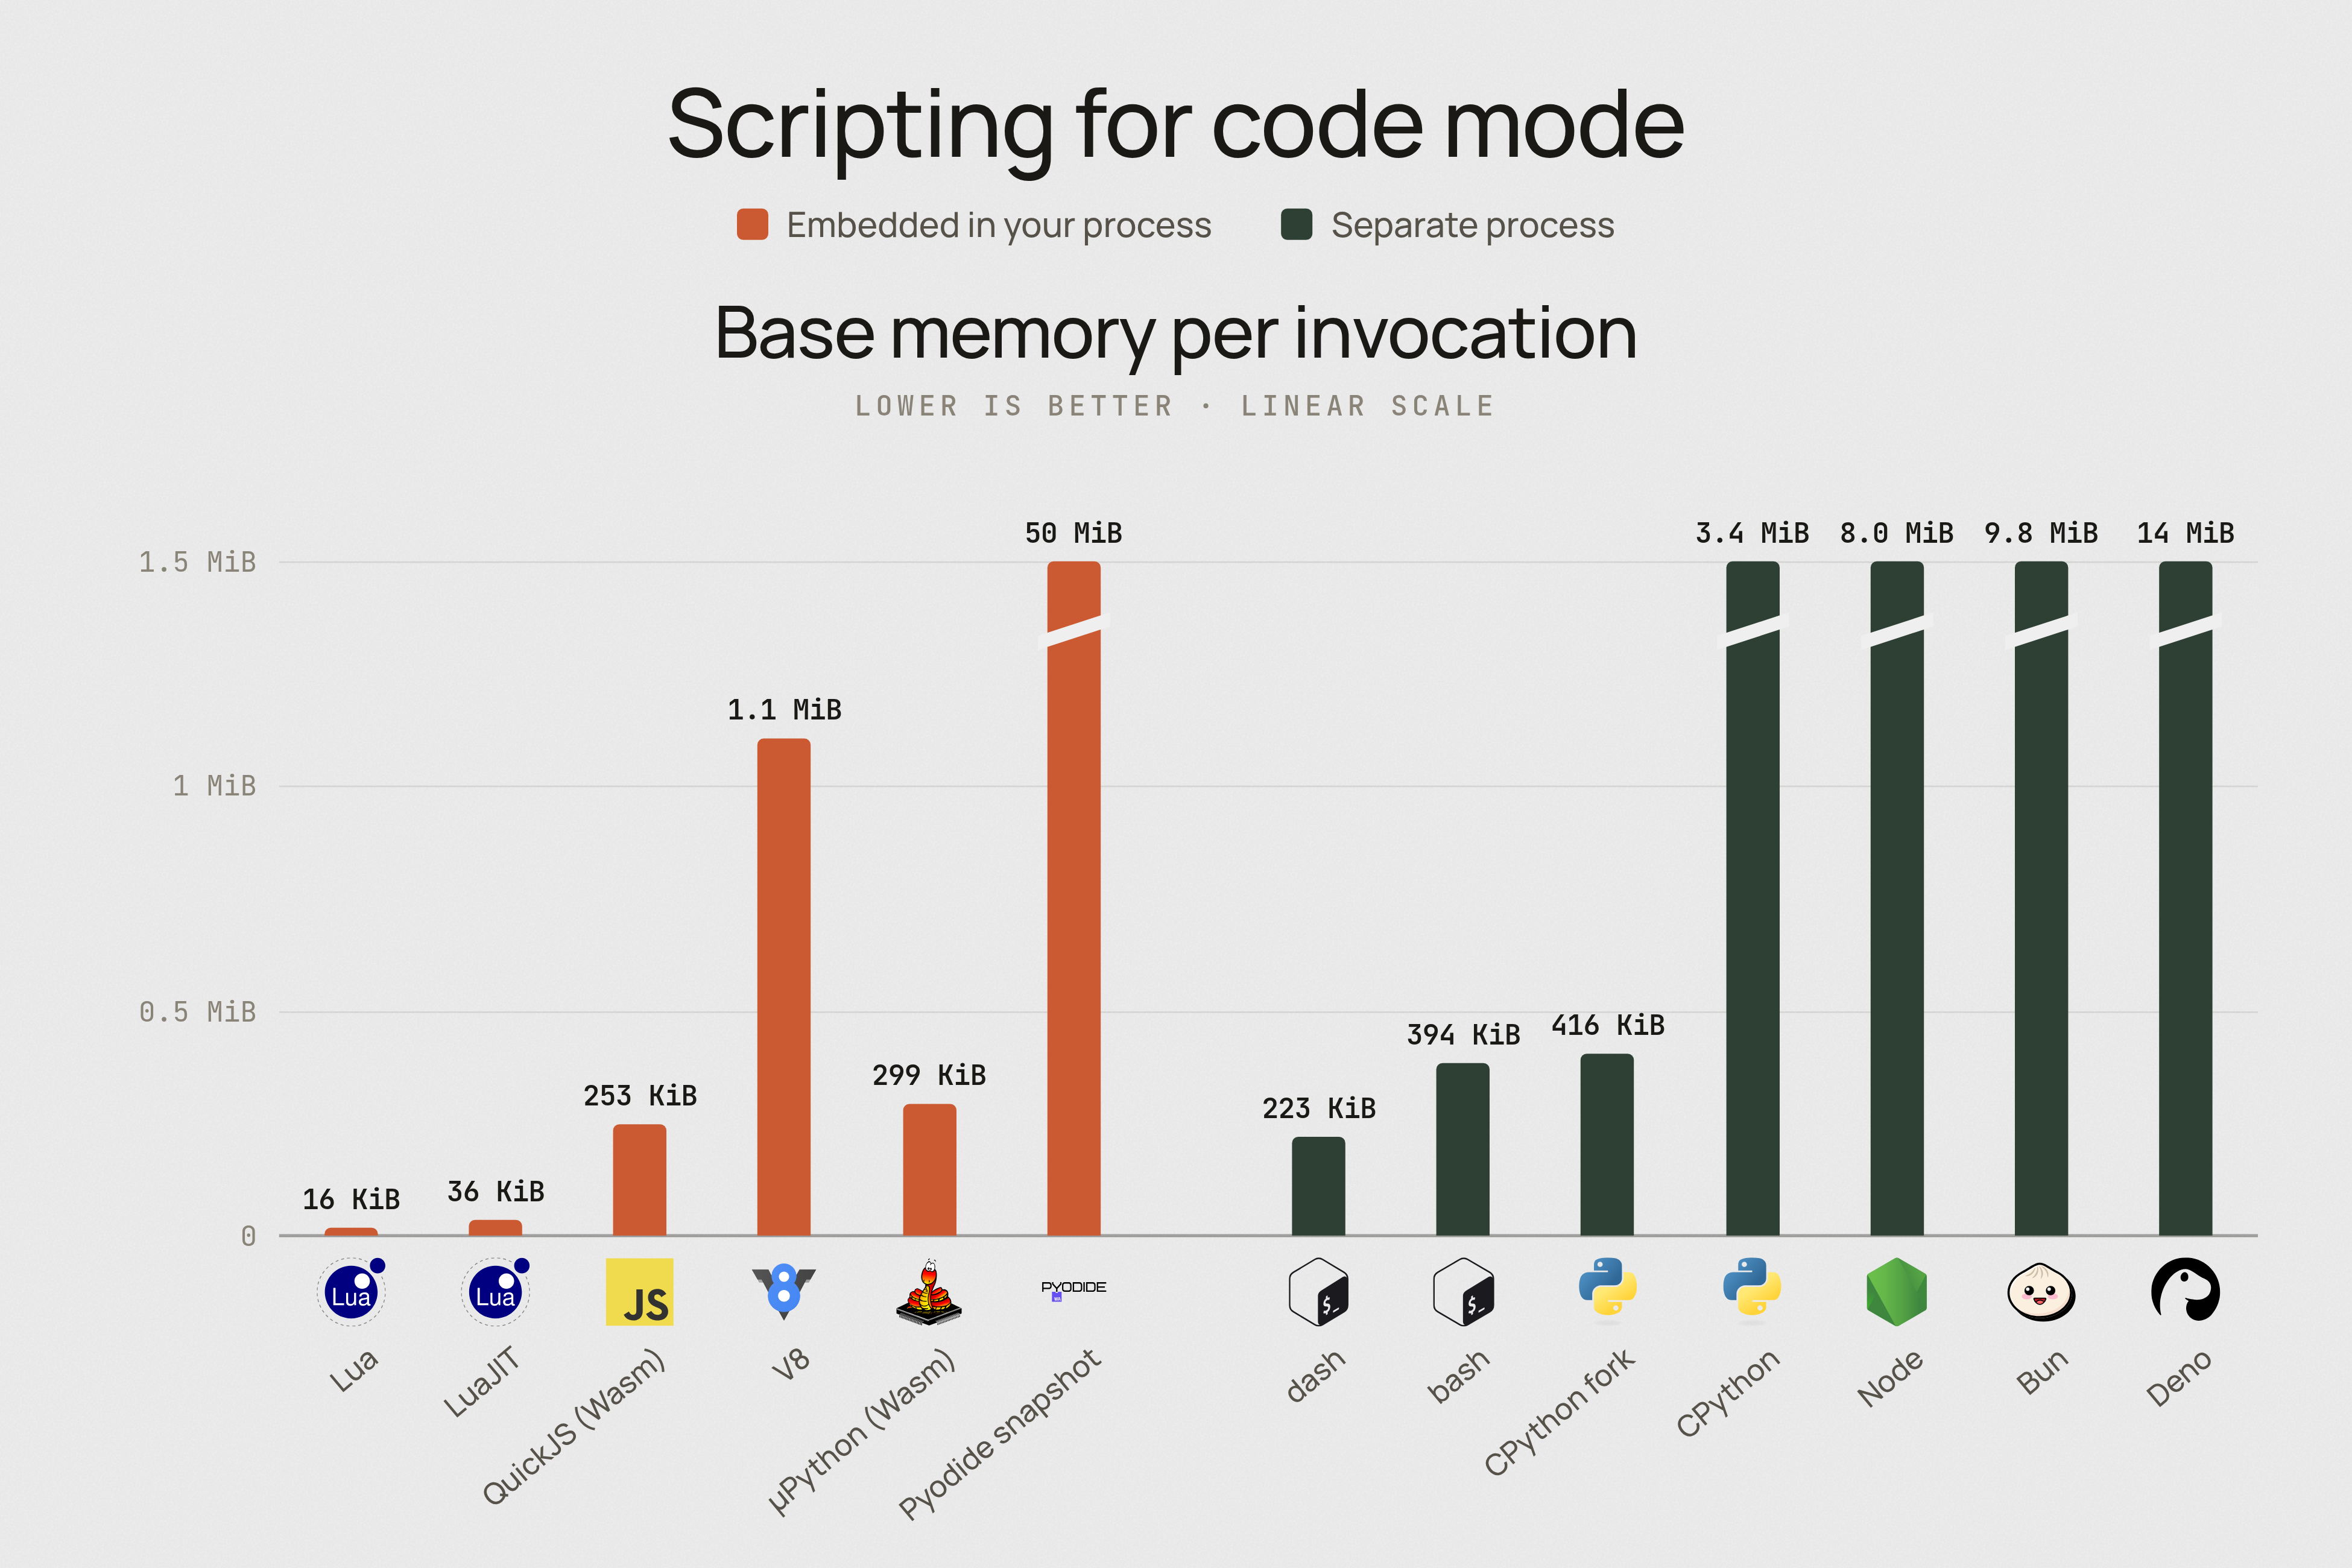 Scripting for code mode
Embedded in your process
Separate process
Base memory per invocation
LOWER IS BETTER · LINEAR SCALE
1.5 MiB
1 MiB
0.5 MiB
0
16 KiB
36 KiB
253 KiB
1.1 MiB
299 KiB
50 MiB
223 KiB
394 KiB
416 KiB
3.4 MiB
8.0 MiB
9.8 MiB
14 MiB
Lua
Lua
JS
8
PYODIDE
$_
$_
Lua
LuaJIT
QuickJS (Wasm)
V8
µPython (Wasm)
Pyodide snapshot
dash
bash
CPython fork
CPython
Node
Bun
Deno